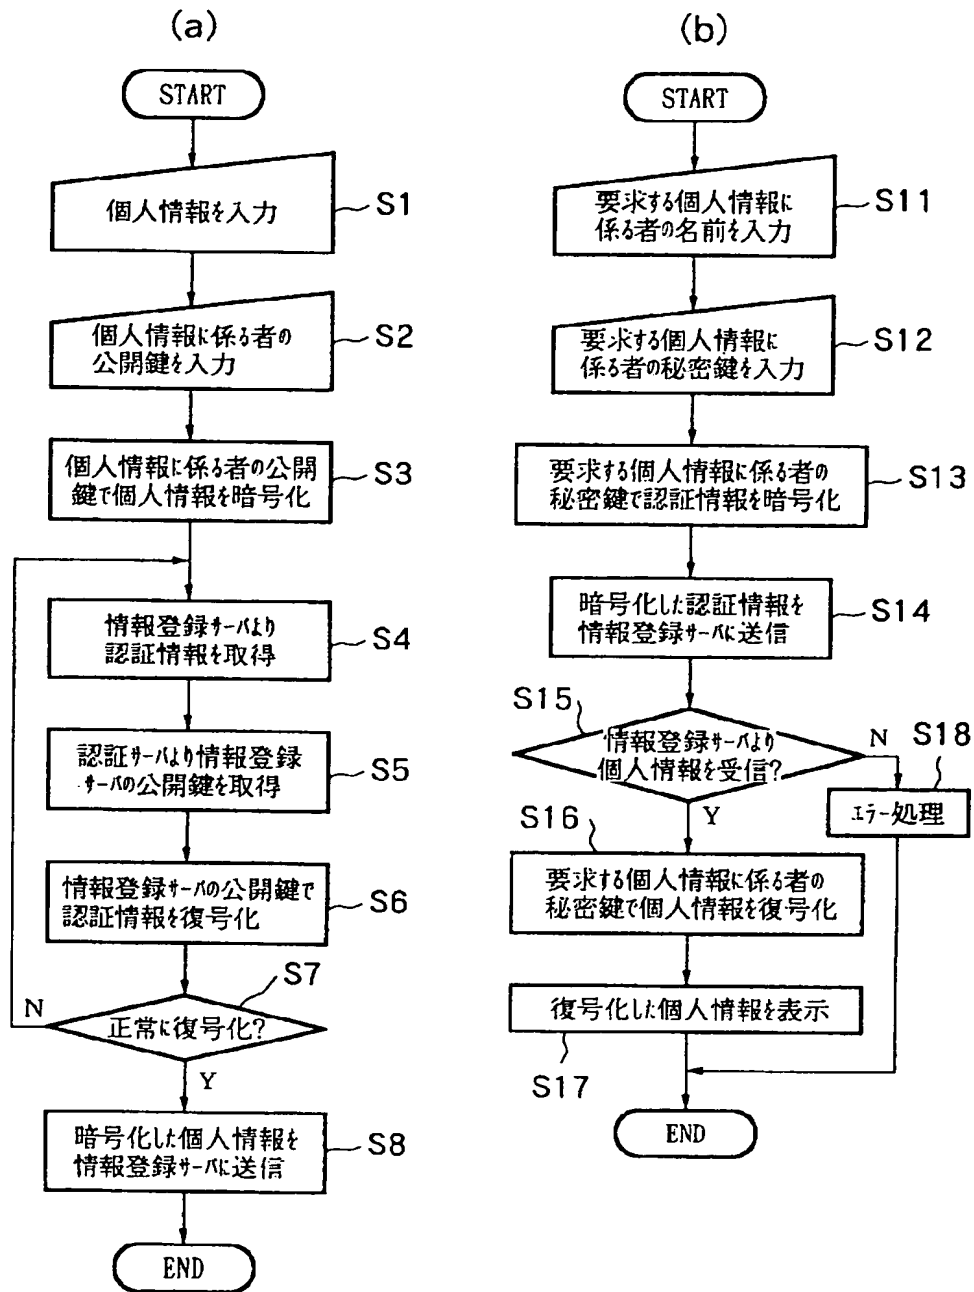 (a)
START
個人情報を入力
S1
個人情報に係る者の
公開鍵を入力
S2
個人情報に係る者の公開
鍵で個人情報を暗号化
S3
情報登録サーバより
認証情報を取得
S4
認証サーバより情報登録
サーバの公開鍵を取得
S5
情報登録サーバの公開鍵で
認証情報を復号化
S6
S7
N
正常に復号化?
Y
暗号化した個人情報を
情報登録サーバに送信
S8
END
(b)
START
要求する個人情報に
係る者の名前を入力
S11
要求する個人情報に
係る者の秘密鍵を入力
S12
要求する個人情報に係る者の
秘密鍵で認証情報を暗号化
S13
暗号化した認証情報を
情報登録サーバに送信
S14
S15
情報登録サーバより
個人情報を受信?
N
S18
エラー処理
Y
S16
要求する個人情報に係る者の
秘密鍵で個人情報を復号化
復号化した個人情報を表示
S17
END